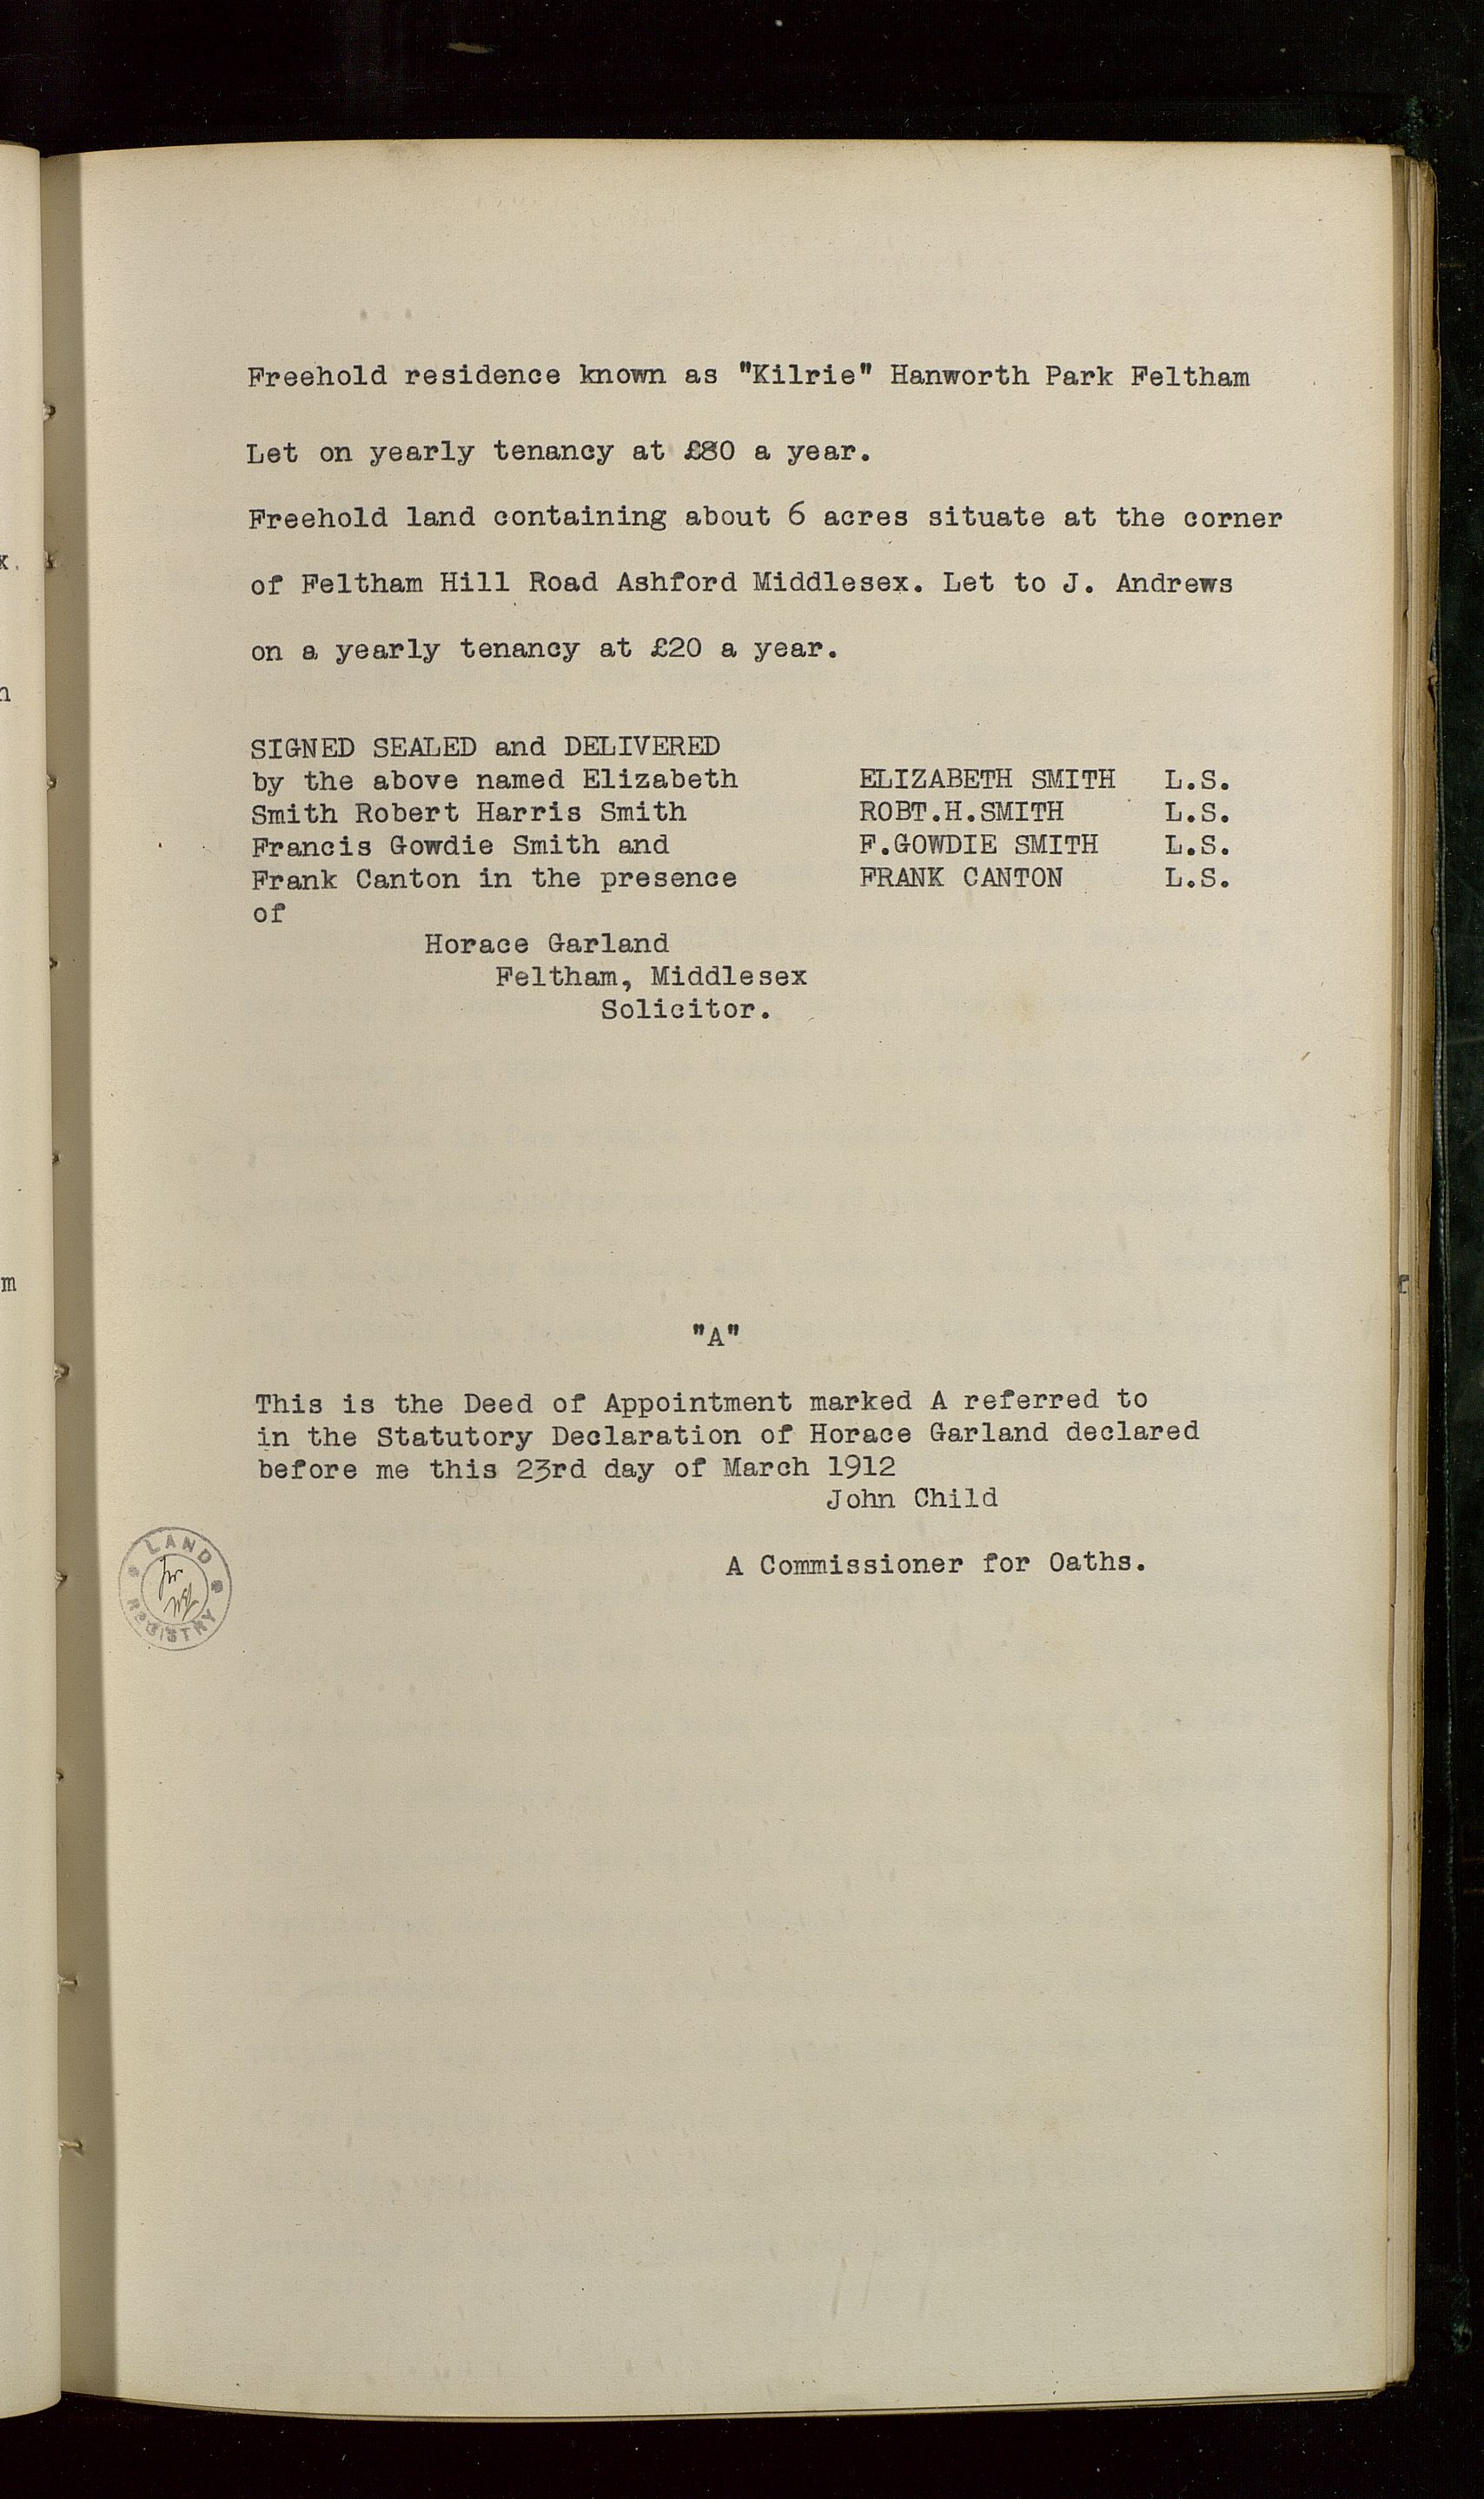 Freehold residence known as "Kilrie" Hanworth Park Feltham
Let on yearly tenancy at £80 a year.
Freehold land containing about 6 acres situate at the corner
of Feltham Hill Road Ashford Middlesex. Let to J. Andrews
on a yearly tenancy at £20 a year.
SIGNED SEALED and DELIVERED
by the above named Elizabeth ELIZABETH SMITH L.S.
Smith Robert Harris Smith ROBT.H.SMITH L.S.
Francis Gowdie Smith and F.GOWDIE SMITH L.S.
Frank Canton in the presence FRANK CANTON L.S.
of
Horace Garland
Feltham, Middlesex
Solicitor.
"A"
This is the Deed of Appointment marked A referred to
in the Statutory Declaration of Horace Garland declared
before me this 23rd day of March 1912
John Child
A Commissioner for Oaths.
LAND
REGISTRY